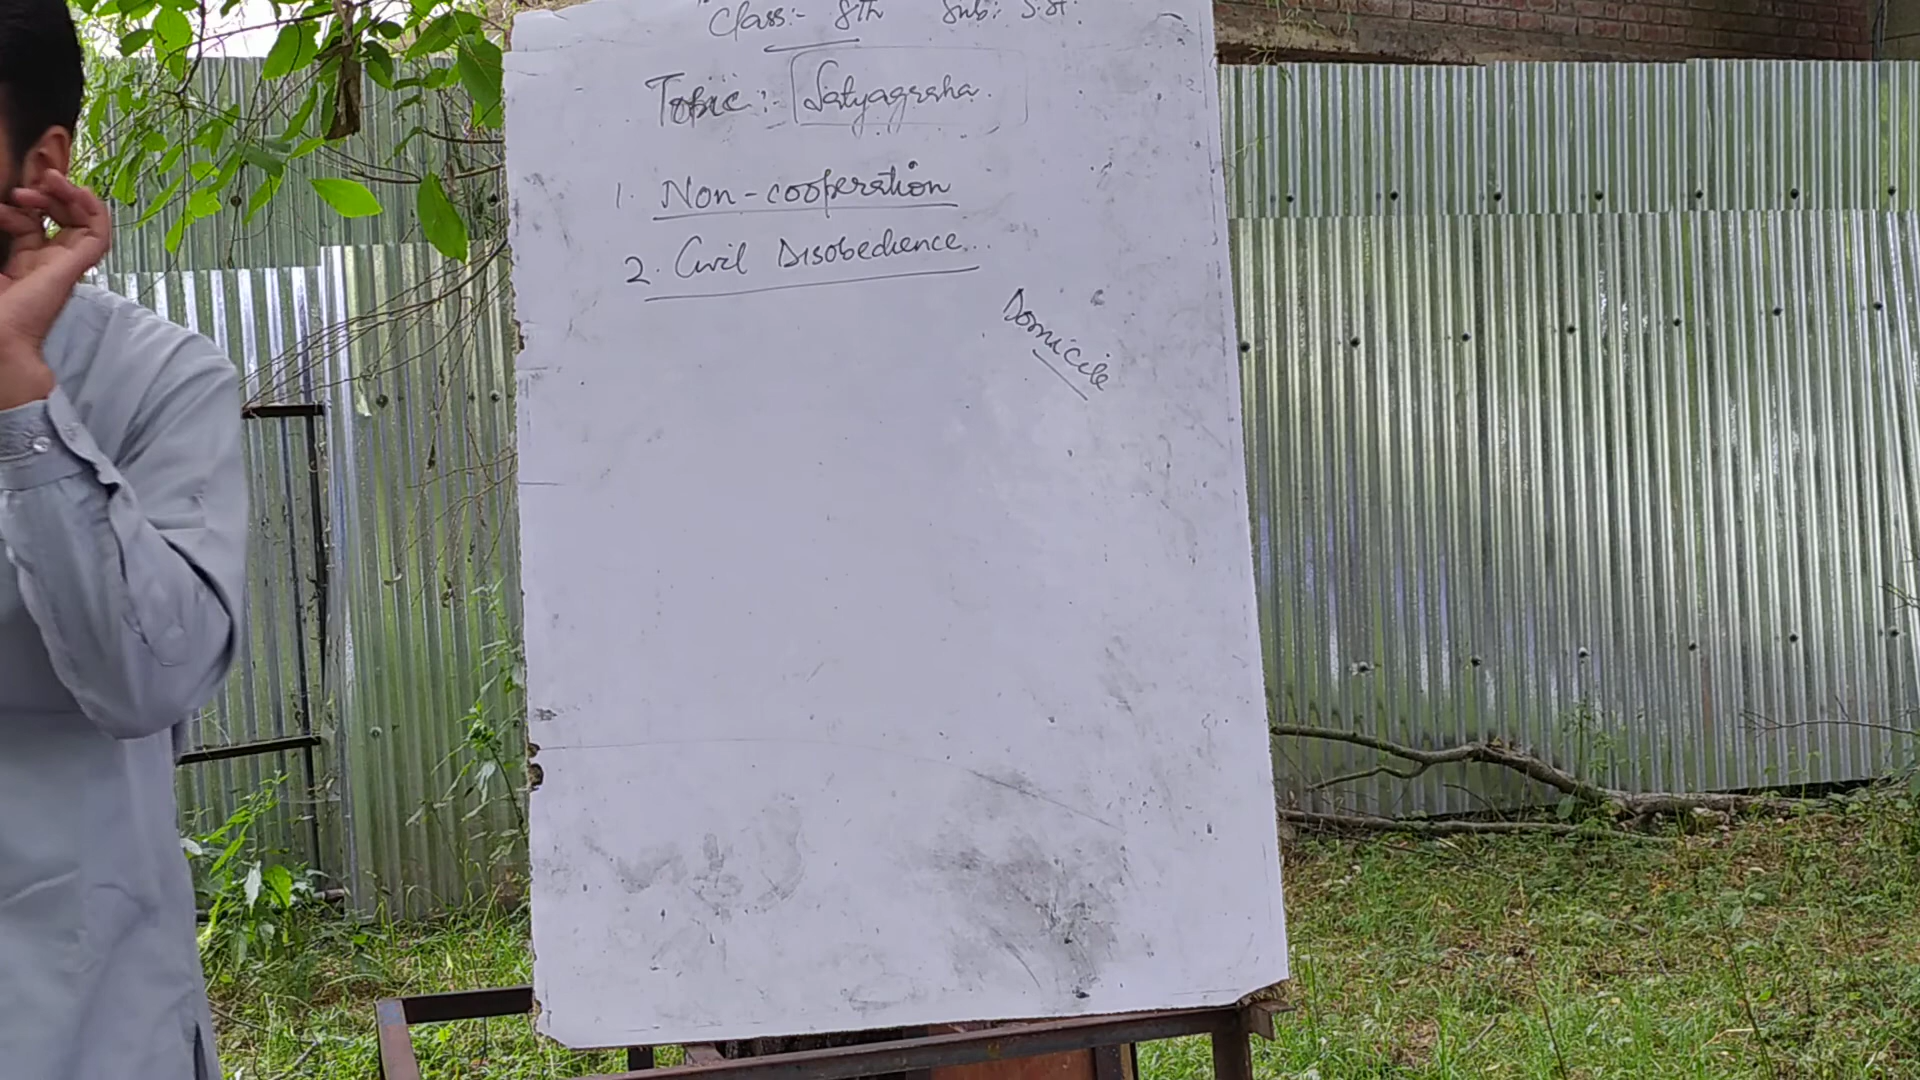 Class:- 8th Sub: S.St.
Topic:- Satyagraha.
1. Non-cooperation
2. Civil Disobedience...
Domicile